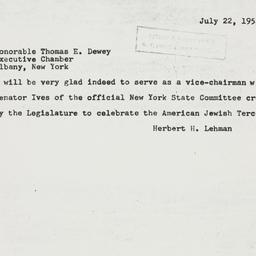 July 22, 195
onorable Thomas E. Dewey
xecutive Chamber
lbany, New York
will be very glad indeed to serve as a vice-chairman w
enator Ives of the official New York State Committee cr
y the Legislature to celebrate the American Jewish Terc
Herbert H. Lehman